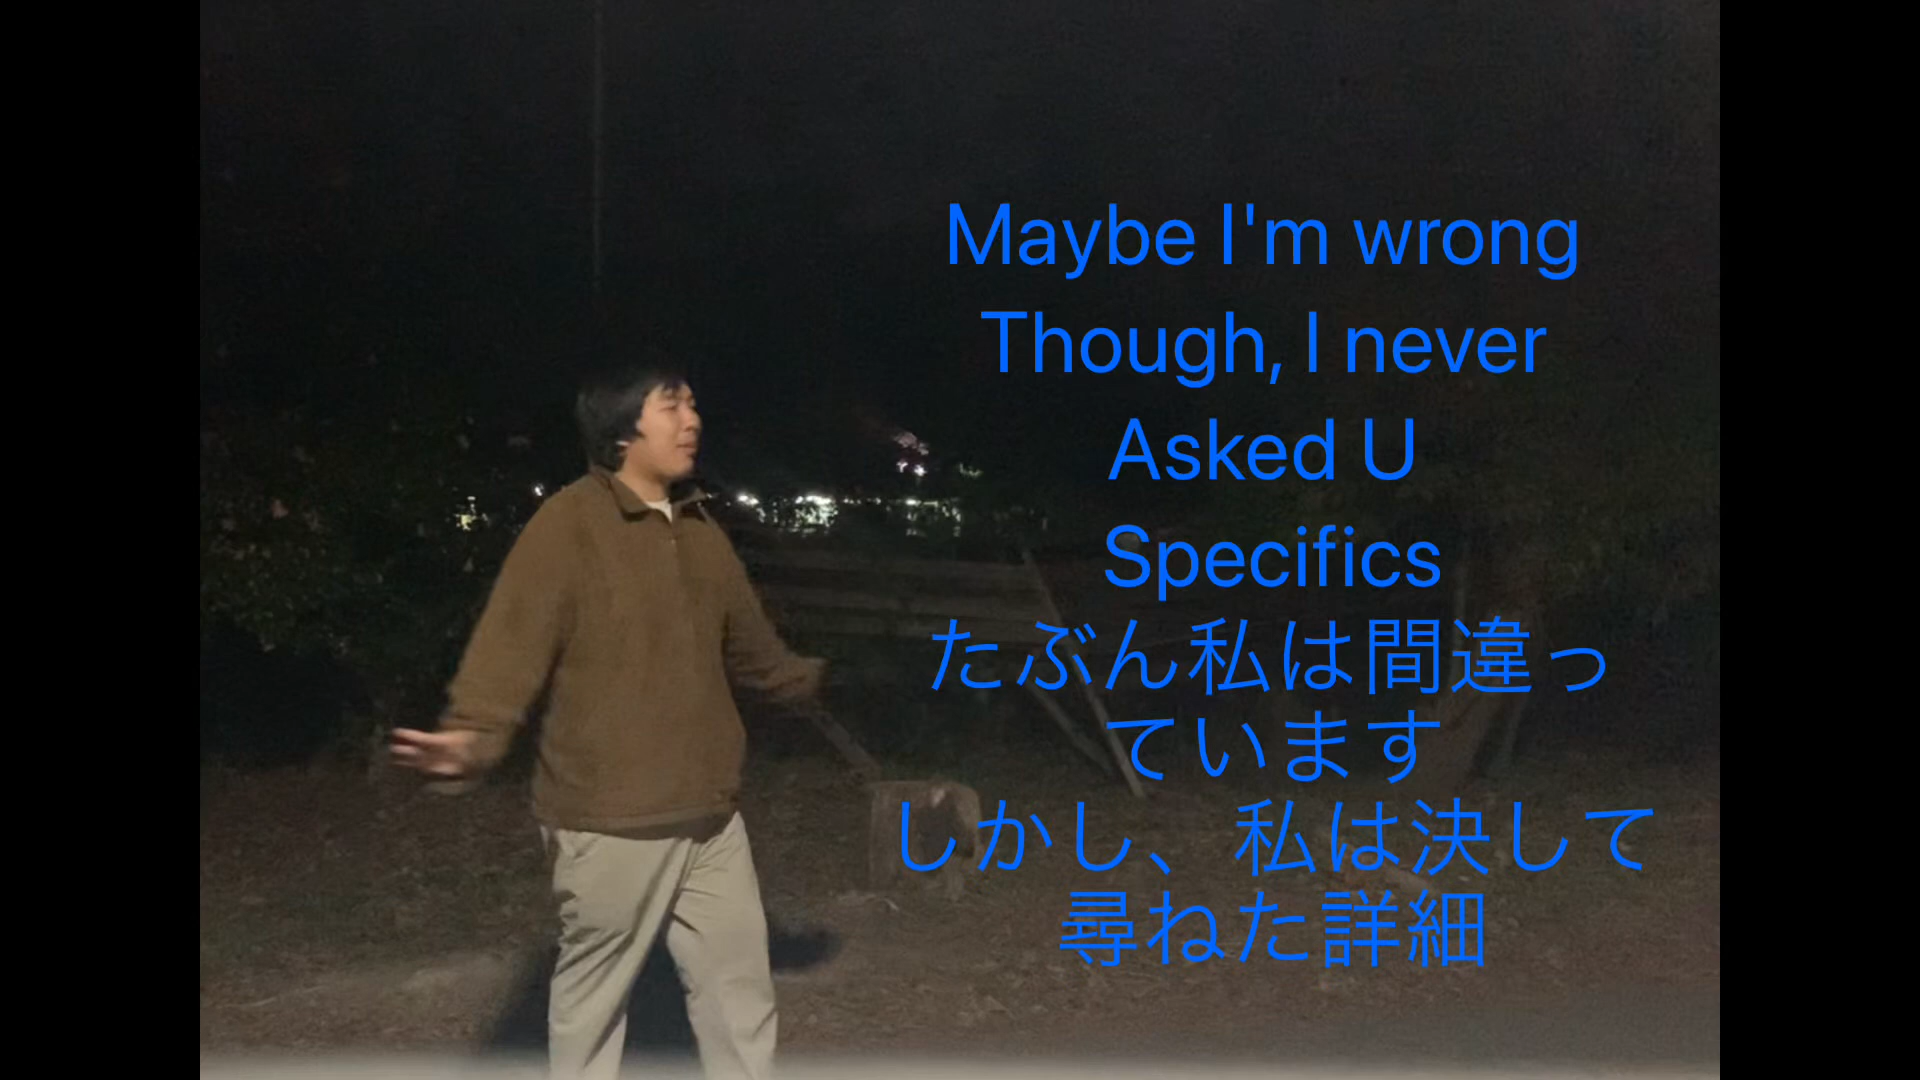 Maybe I'm wrong
Though, I never
Asked U
Specifics
たぶん私は間違っ
ています
しかし、私は決して
尋ねた詳細